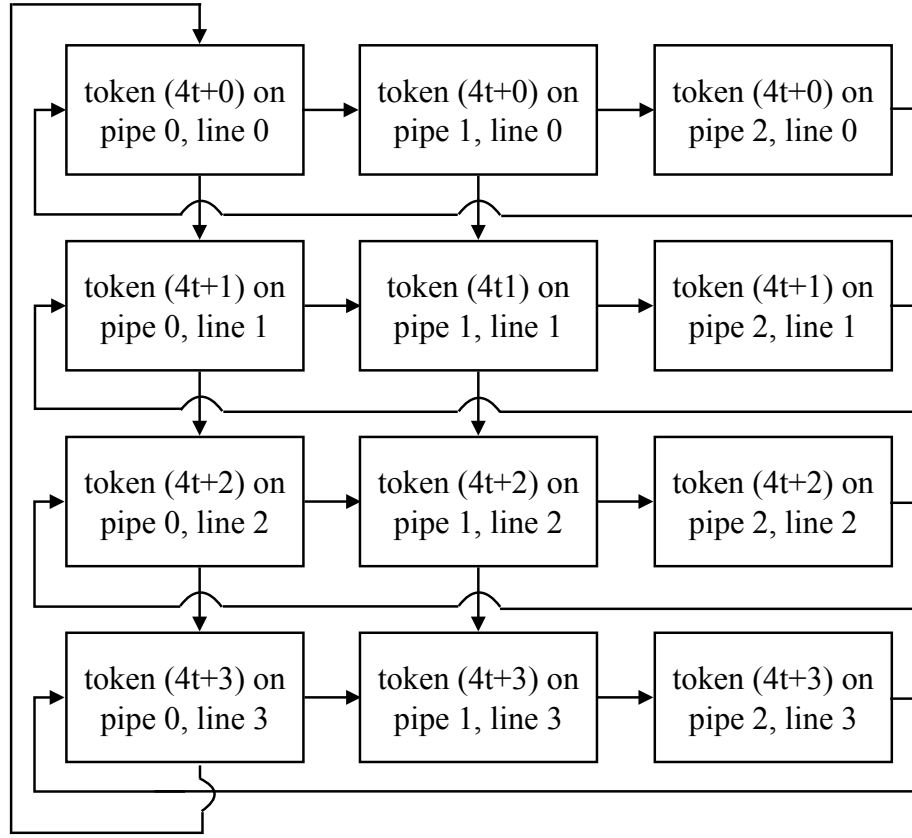 token (4t+0) on
pipe 0, line 0
token (4t+0) on
pipe 1, line 0
token (4t+0) on
pipe 2, line 0
token (4t+1) on
pipe 0, line 1
token (4t1) on
pipe 1, line 1
token (4t+1) on
pipe 2, line 1
token (4t+2) on
pipe 0, line 2
token (4t+2) on
pipe 1, line 2
token (4t+2) on
pipe 2, line 2
token (4t+3) on
pipe 0, line 3
token (4t+3) on
pipe 1, line 3
token (4t+3) on
pipe 2, line 3